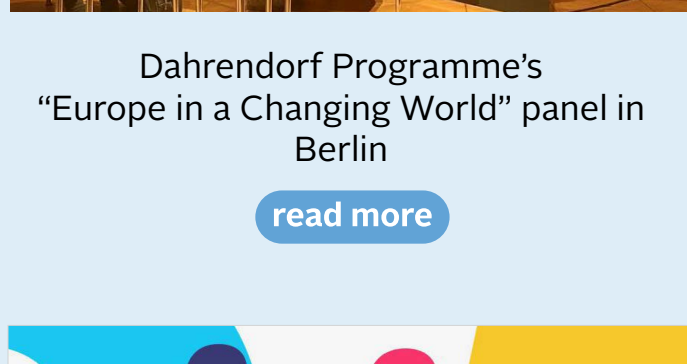 Dahrendorf Programme’s
“Europe in a Changing World” panel in
Berlin
read more